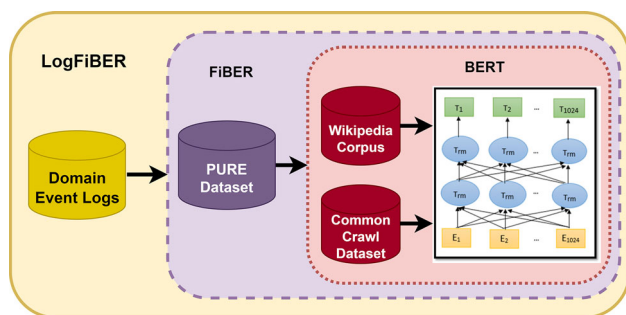 LogFiBER
FiBER
BERT
Domain
Event Logs
PURE
Dataset
Wikipedia
Corpus
Common
Crawl
Dataset
T1 T2 ... T1024
Trm Trm ... Trm
Trm Trm ... Trm
E1 E2 ... E1024